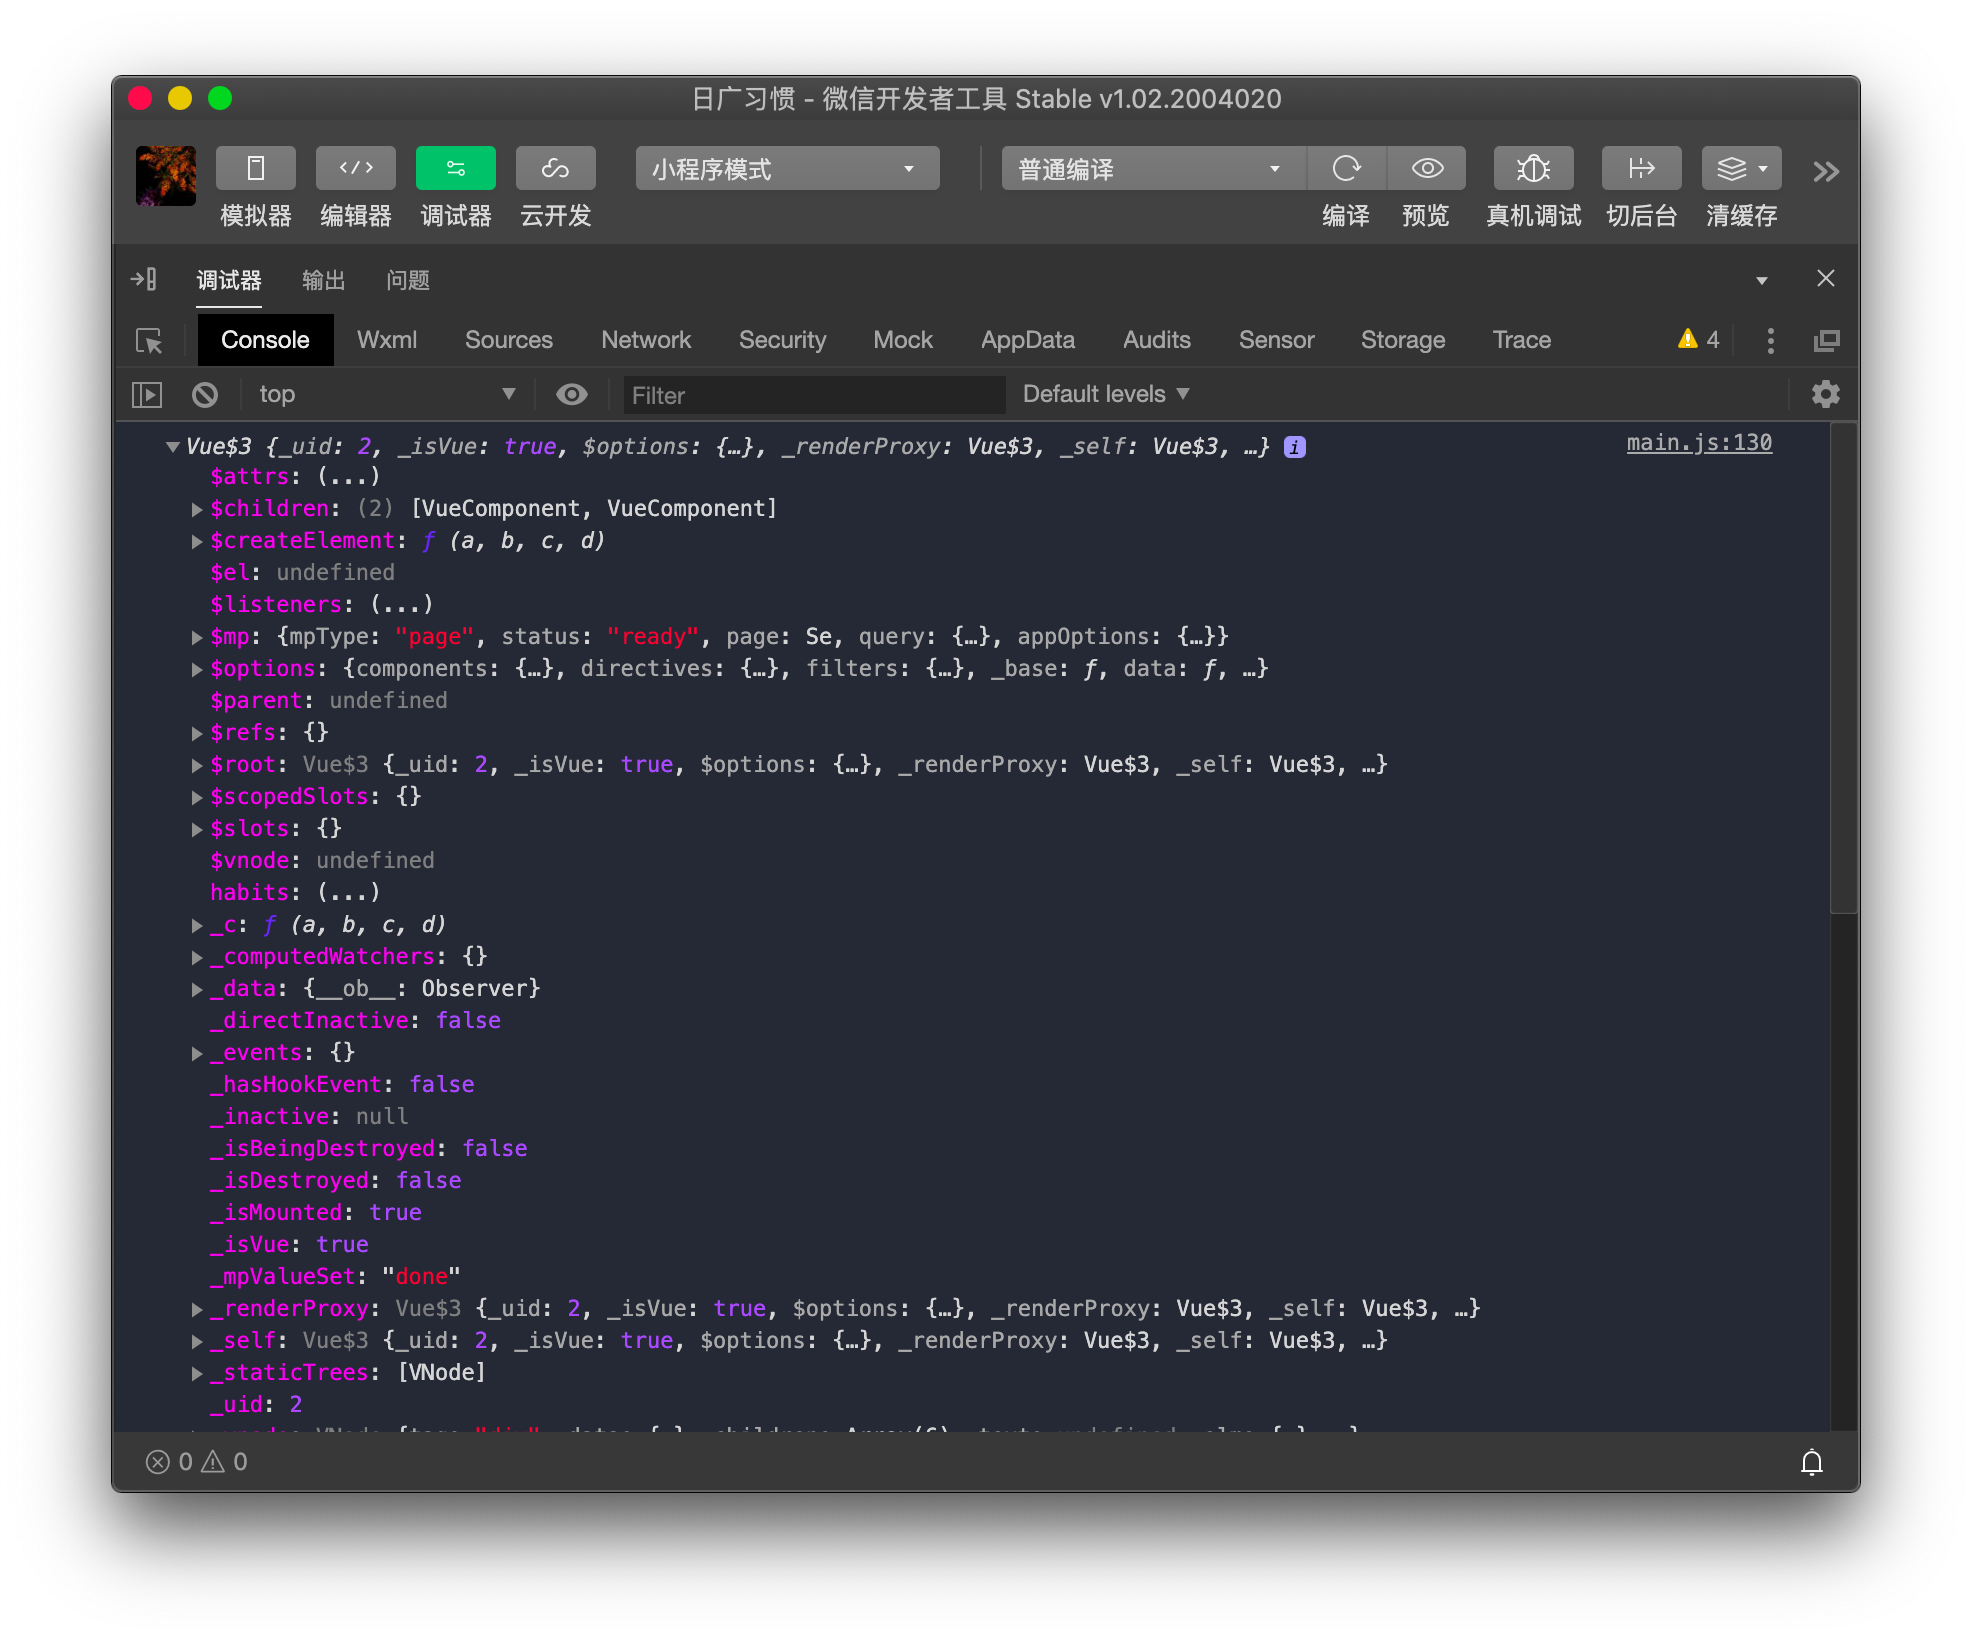 日广习惯 - 微信开发者工具 Stable v1.02.2004020
小程序模式
普通编译
模拟器 编辑器 调试器 云开发 编译 预览 真机调试 切后台 清缓存
调试器 输出 问题
Console Wxml Sources Network Security Mock AppData Audits Sensor Storage Trace 4
top Filter Default levels
Vue$3 {_uid: 2, _isVue: true, $options: {…}, _renderProxy: Vue$3, _self: Vue$3, …} i main.js:130
$attrs: (...)
$children: (2) [VueComponent, VueComponent]
$createElement: ƒ (a, b, c, d)
$el: undefined
$listeners: (...)
$mp: {mpType: "page", status: "ready", page: Se, query: {…}, appOptions: {…}}
$options: {components: {…}, directives: {…}, filters: {…}, _base: ƒ, data: ƒ, …}
$parent: undefined
$refs: {}
$root: Vue$3 {_uid: 2, _isVue: true, $options: {…}, _renderProxy: Vue$3, _self: Vue$3, …}
$scopedSlots: {}
$slots: {}
$vnode: undefined
habits: (...)
_c: ƒ (a, b, c, d)
_computedWatchers: {}
_data: {__ob__: Observer}
_directInactive: false
_events: {}
_hasHookEvent: false
_inactive: null
_isBeingDestroyed: false
_isDestroyed: false
_isMounted: true
_isVue: true
_mpValueSet: "done"
_renderProxy: Vue$3 {_uid: 2, _isVue: true, $options: {…}, _renderProxy: Vue$3, _self: Vue$3, …}
_self: Vue$3 {_uid: 2, _isVue: true, $options: {…}, _renderProxy: Vue$3, _self: Vue$3, …}
_staticTrees: [VNode]
_uid: 2
0 0